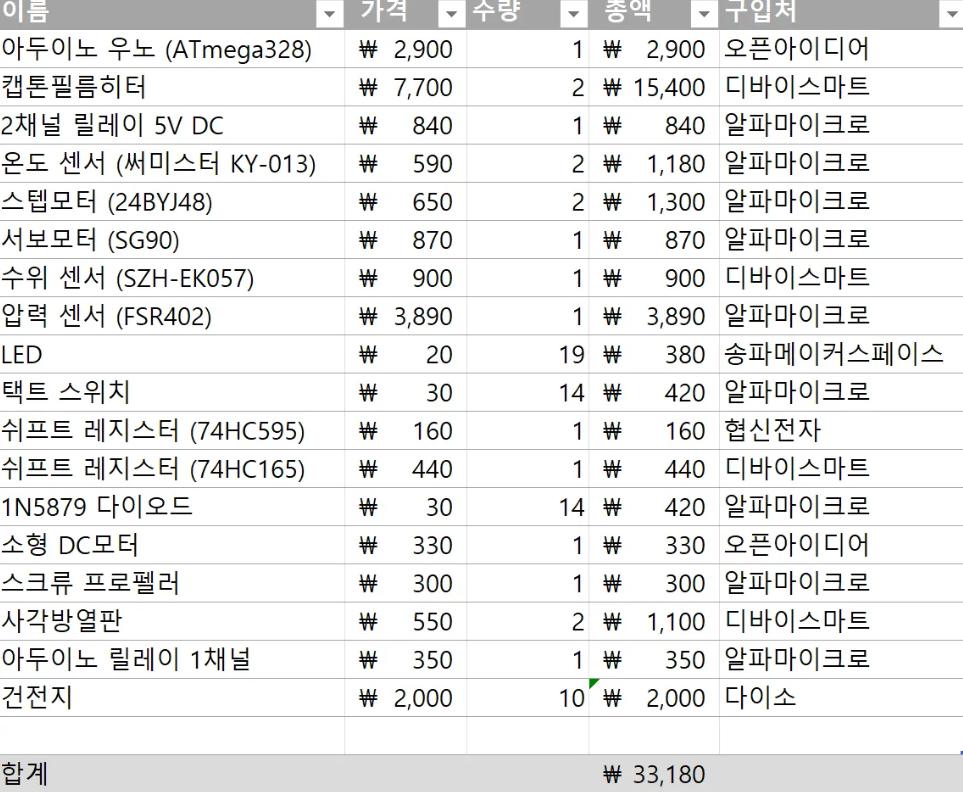 이름 가격 수량 총액 구입처
아두이노 우노 (ATmega328) ₩ 2,900 1 ₩ 2,900 오픈아이디어
캡톤필름히터 ₩ 7,700 2 ₩ 15,400 디바이스마트
2채널 릴레이 5V DC ₩ 840 1 ₩ 840 알파마이크로
온도 센서 (써미스터 KY-013) ₩ 590 2 ₩ 1,180 알파마이크로
스텝모터 (24BYJ48) ₩ 650 2 ₩ 1,300 알파마이크로
서보모터 (SG90) ₩ 870 1 ₩ 870 알파마이크로
수위 센서 (SZH-EK057) ₩ 900 1 ₩ 900 디바이스마트
압력 센서 (FSR402) ₩ 3,890 1 ₩ 3,890 알파마이크로
LED ₩ 20 19 ₩ 380 송파메이커스페이스
택트 스위치 ₩ 30 14 ₩ 420 알파마이크로
쉬프트 레지스터 (74HC595) ₩ 160 1 ₩ 160 협신전자
쉬프트 레지스터 (74HC165) ₩ 440 1 ₩ 440 디바이스마트
1N5879 다이오드 ₩ 30 14 ₩ 420 알파마이크로
소형 DC모터 ₩ 330 1 ₩ 330 오픈아이디어
스크류 프로펠러 ₩ 300 1 ₩ 300 알파마이크로
사각방열판 ₩ 550 2 ₩ 1,100 디바이스마트
아두이노 릴레이 1채널 ₩ 350 1 ₩ 350 알파마이크로
건전지 ₩ 2,000 10 ₩ 2,000 다이소
합계 ₩ 33,180